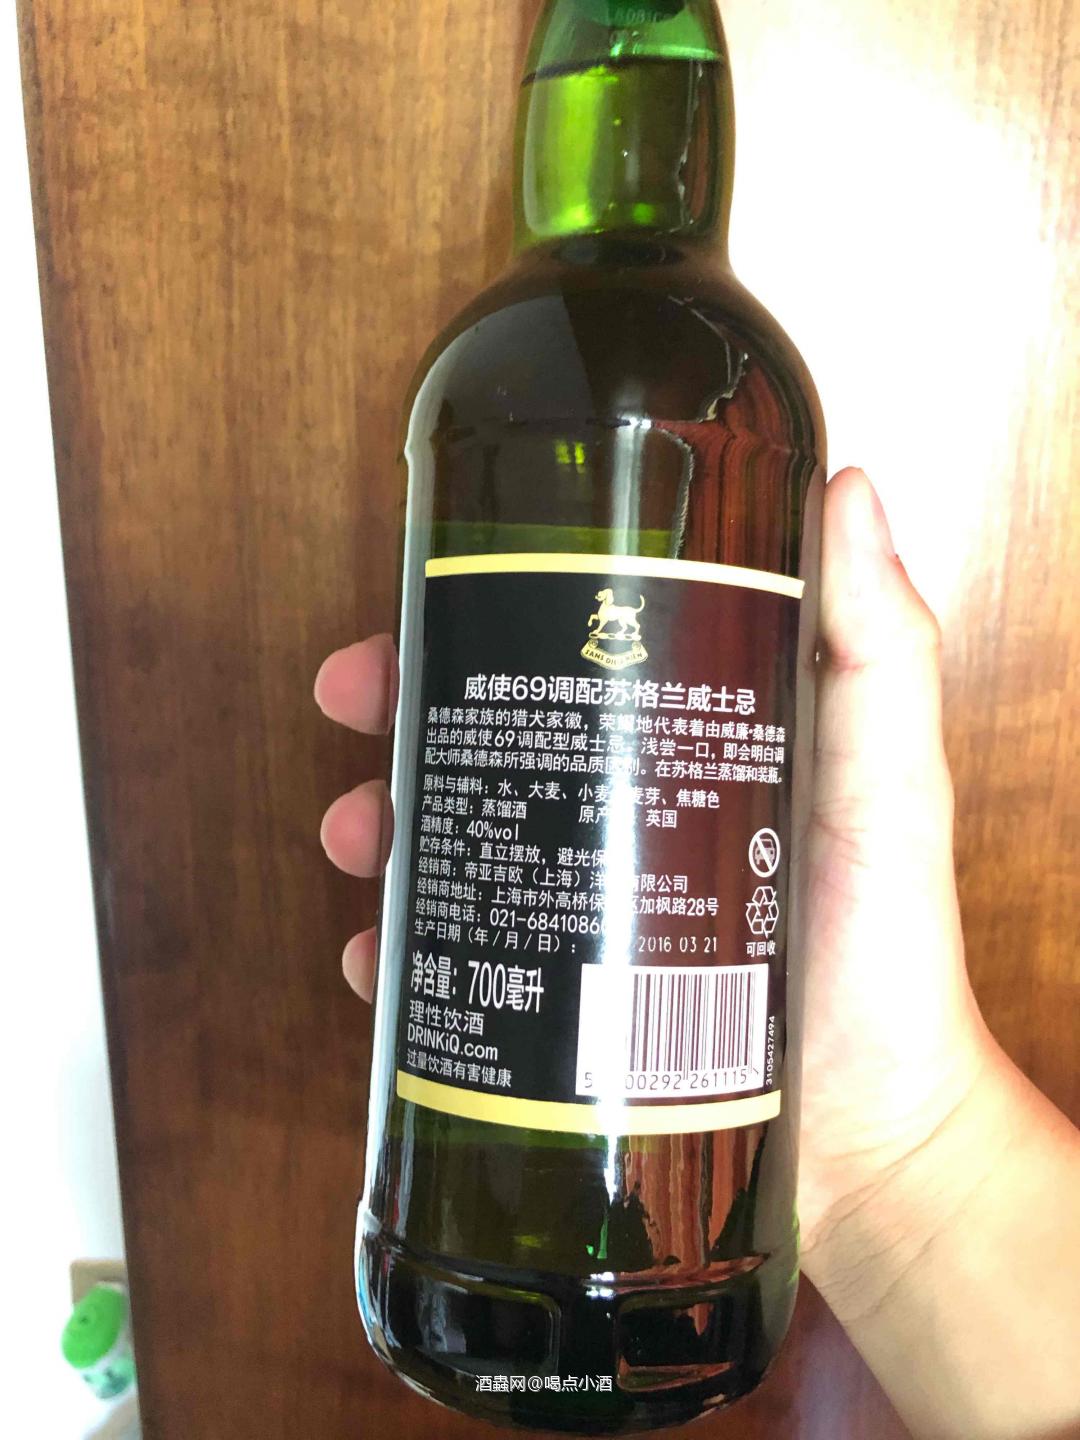 威使69调配苏格兰威士忌
桑德森家族的猎犬家徽，荣耀地代表着由威廉·桑德森
出品的威使69调配型威士忌。浅尝一口，即会明白调
配大师桑德森所强调的品质 。在苏格兰蒸馏和装瓶。
原料与辅料：水、大麦、小麦 麦芽、焦糖色
产品类型：蒸馏酒 原产 英国
酒精度：40%vol
贮存条件：直立摆放，避光保
经销商：帝亚吉欧（上海）洋 有限公司
经销商地址：上海市外高桥保 区加枫路28号
经销商电话：021-6841086
生产日期（年/月/日）： 2016 03 21
可回收
净含量：700毫升
理性饮酒
DRINKiQ.com
过量饮酒有害健康
5 00292 261115
3105427494
酒蟲网@喝点小酒